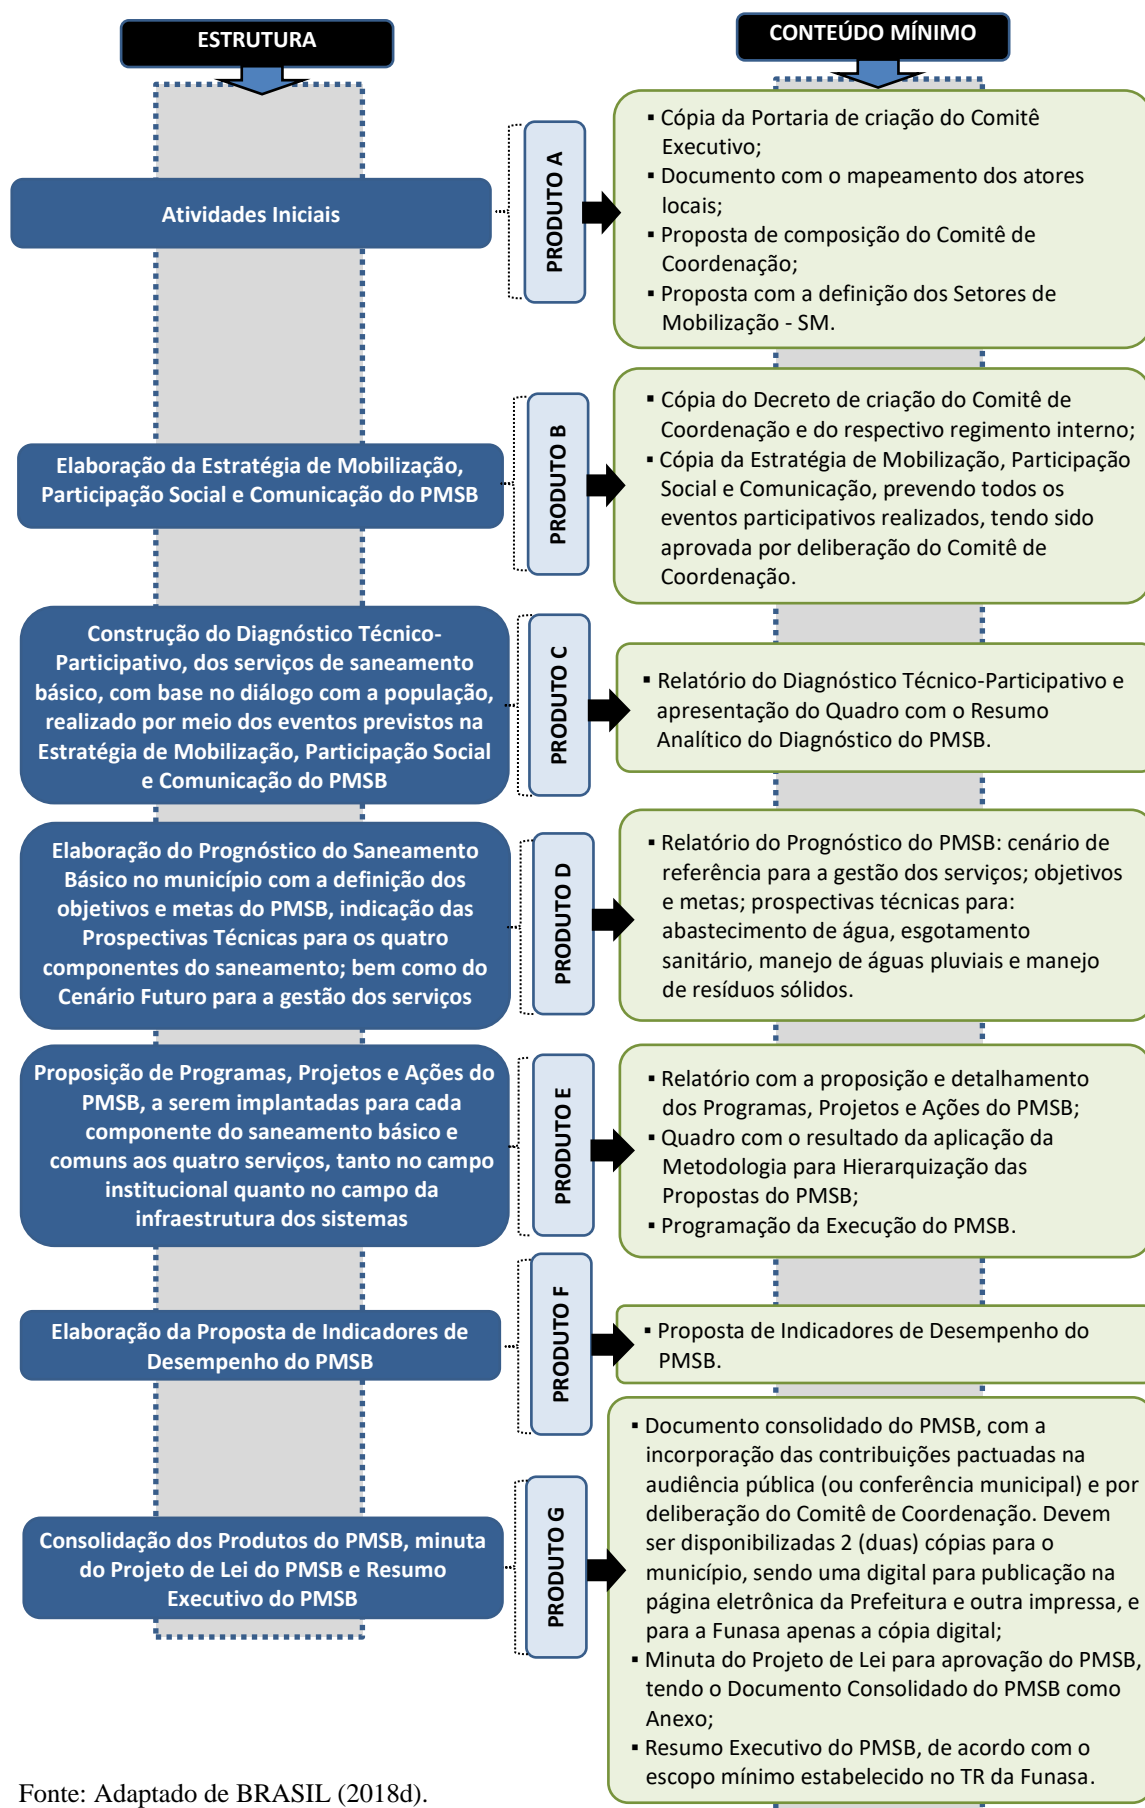 ESTRUTURA
CONTEÚDO MÍNIMO
Atividades Iniciais
PRODUTO A
▪ Cópia da Portaria de criação do Comitê
Executivo;
▪ Documento com o mapeamento dos atores
locais;
▪ Proposta de composição do Comitê de
Coordenação;
▪ Proposta com a definição dos Setores de
Mobilização - SM.
Elaboração da Estratégia de Mobilização,
Participação Social e Comunicação do PMSB
PRODUTO B
▪ Cópia do Decreto de criação do Comitê de
Coordenação e do respectivo regimento interno;
▪ Cópia da Estratégia de Mobilização, Participação
Social e Comunicação, prevendo todos os
eventos participativos realizados, tendo sido
aprovada por deliberação do Comitê de
Coordenação.
Construção do Diagnóstico Técnico-
Participativo, dos serviços de saneamento
básico, com base no diálogo com a população,
realizado por meio dos eventos previstos na
Estratégia de Mobilização, Participação Social
e Comunicação do PMSB
PRODUTO C
▪ Relatório do Diagnóstico Técnico-Participativo e
apresentação do Quadro com o Resumo
Analítico do Diagnóstico do PMSB.
Elaboração do Prognóstico do Saneamento
Básico no município com a definição dos
objetivos e metas do PMSB, indicação das
Prospectivas Técnicas para os quatro
componentes do saneamento; bem como do
Cenário Futuro para a gestão dos serviços
PRODUTO D
▪ Relatório do Prognóstico do PMSB: cenário de
referência para a gestão dos serviços; objetivos
e metas; prospectivas técnicas para:
abastecimento de água, esgotamento
sanitário, manejo de águas pluviais e manejo
de resíduos sólidos.
Proposição de Programas, Projetos e Ações do
PMSB, a serem implantadas para cada
componente do saneamento básico e
comuns aos quatro serviços, tanto no campo
institucional quanto no campo da
infraestrutura dos sistemas
PRODUTO E
▪ Relatório com a proposição e detalhamento
dos Programas, Projetos e Ações do PMSB;
▪ Quadro com o resultado da aplicação da
Metodologia para Hierarquização das
Propostas do PMSB;
▪ Programação da Execução do PMSB.
Elaboração da Proposta de Indicadores de
Desempenho do PMSB
PRODUTO F
▪ Proposta de Indicadores de Desempenho do
PMSB.
Consolidação dos Produtos do PMSB, minuta
do Projeto de Lei do PMSB e Resumo
Executivo do PMSB
PRODUTO G
▪ Documento consolidado do PMSB, com a
incorporação das contribuições pactuadas na
audiência pública (ou conferência municipal) e por
deliberação do Comitê de Coordenação. Devem
ser disponibilizadas 2 (duas) cópias para o
município, sendo uma digital para publicação na
página eletrônica da Prefeitura e outra impressa, e
para a Funasa apenas a cópia digital;
▪ Minuta do Projeto de Lei para aprovação do PMSB,
tendo o Documento Consolidado do PMSB como
Anexo;
▪ Resumo Executivo do PMSB, de acordo com o
escopo mínimo estabelecido no TR da Funasa.
Fonte: Adaptado de BRASIL (2018d).